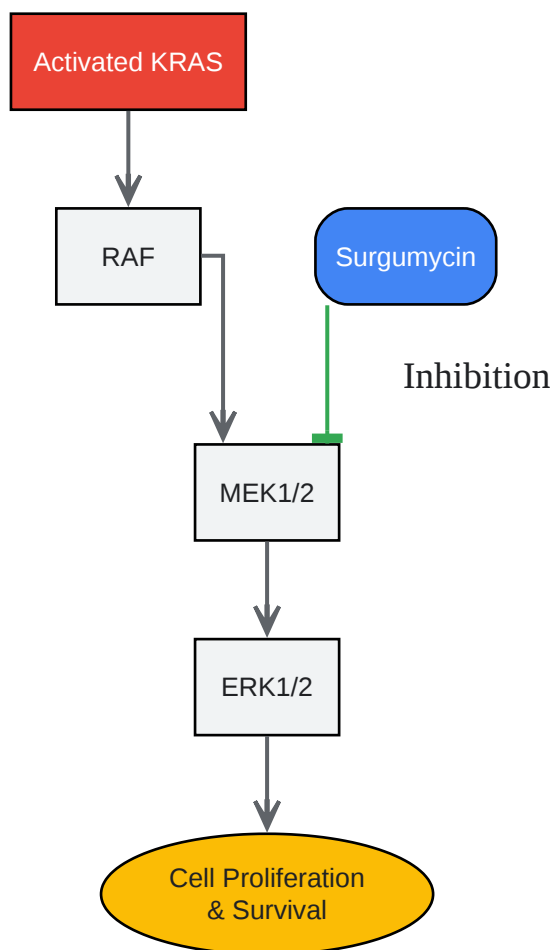 Activated KRAS
RAF
Surgumycin
Inhibition
MEK1/2
ERK1/2
Cell Proliferation
& Survival